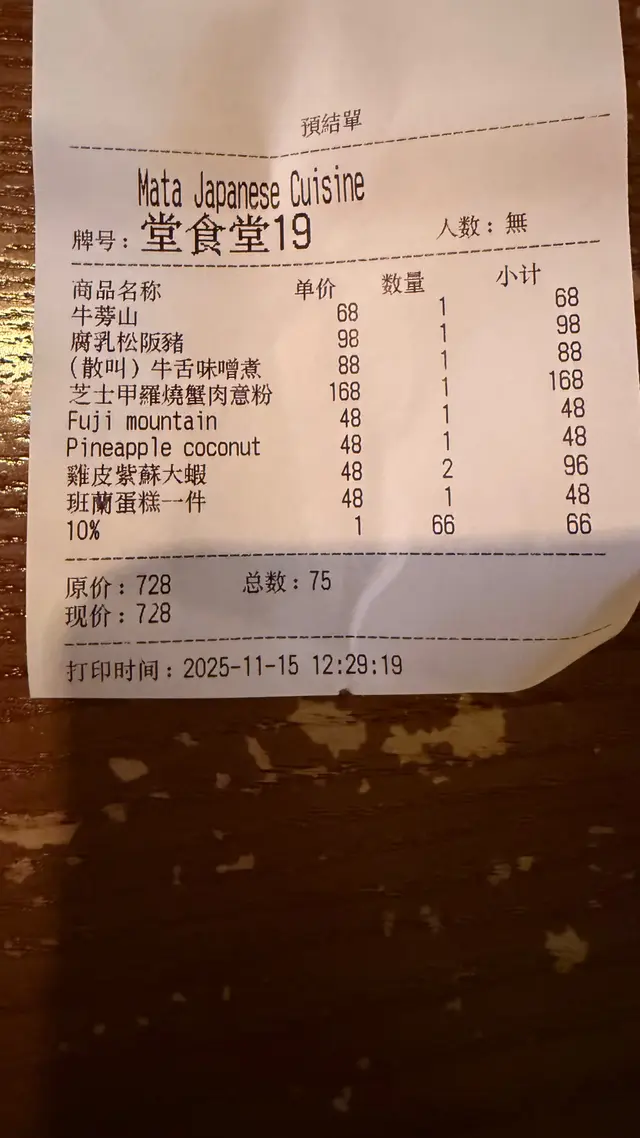 預結單
Mata Japanese Cuisine
牌号：堂食堂19 人数：無
商品名称 单价 数量 小计
牛蒡山 68 1 68
腐乳松阪豬 98 1 98
(散叫) 牛舌味噌煮 88 1 88
芝士甲羅燒蟹肉意粉 168 1 168
Fuji mountain 48 1 48
Pineapple coconut 48 1 48
雞皮紫蘇大蝦 48 2 96
班蘭蛋糕一件 48 1 48
10% 1 66 66
原价：728 总数：75
现价：728
打印时间：2025-11-15 12:29:19